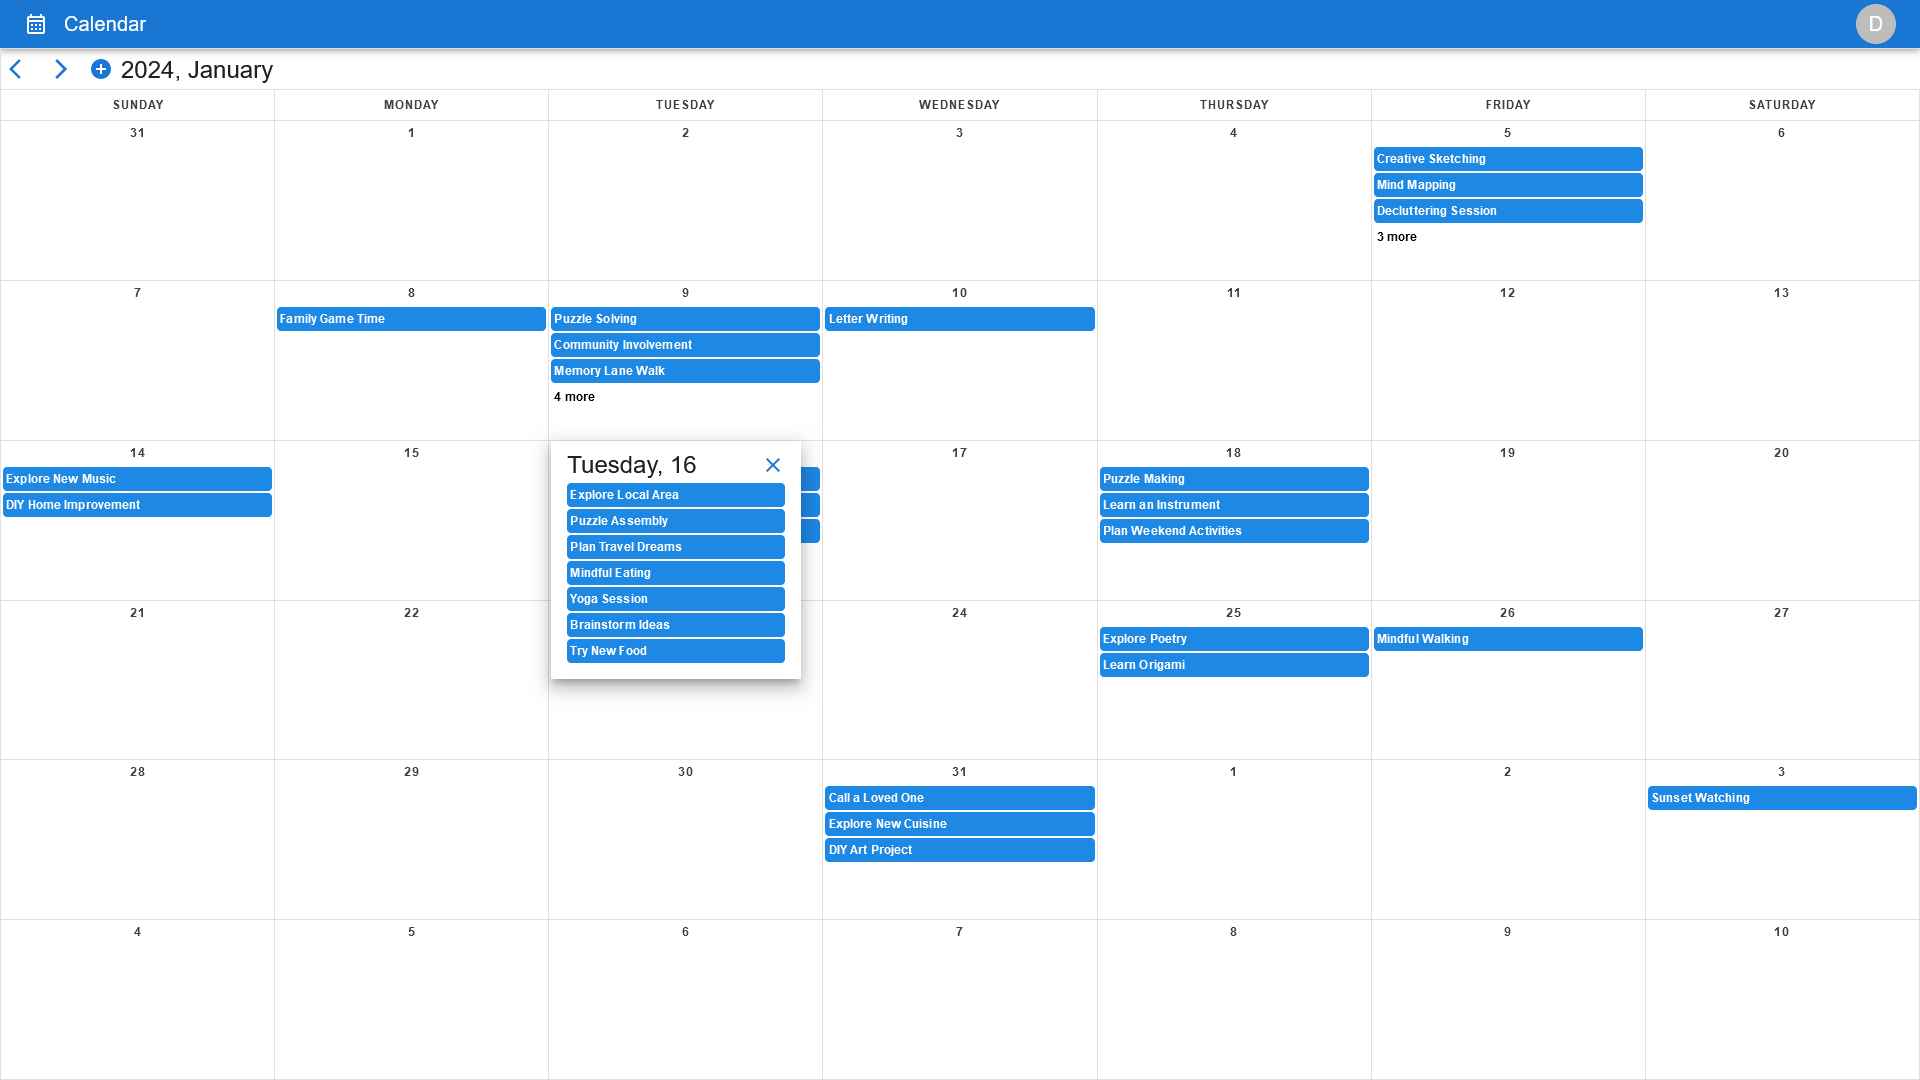 Calendar
D
2024, January
SUNDAY MONDAY TUESDAY WEDNESDAY THURSDAY FRIDAY SATURDAY
31 1 2 3 4 5 6
Creative Sketching
Mind Mapping
Decluttering Session
3 more
7 8 9 10 11 12 13
Family Game Time
Puzzle Solving
Community Involvement
Memory Lane Walk
4 more
Letter Writing
14 15 17 18 19 20
Explore New Music
DIY Home Improvement
Tuesday, 16
Explore Local Area
Puzzle Assembly
Plan Travel Dreams
Mindful Eating
Yoga Session
Brainstorm Ideas
Try New Food
Puzzle Making
Learn an Instrument
Plan Weekend Activities
21 22 24 25 26 27
Explore Poetry
Learn Origami
Mindful Walking
28 29 30 31 1 2 3
Call a Loved One
Explore New Cuisine
DIY Art Project
Sunset Watching
4 5 6 7 8 9 10